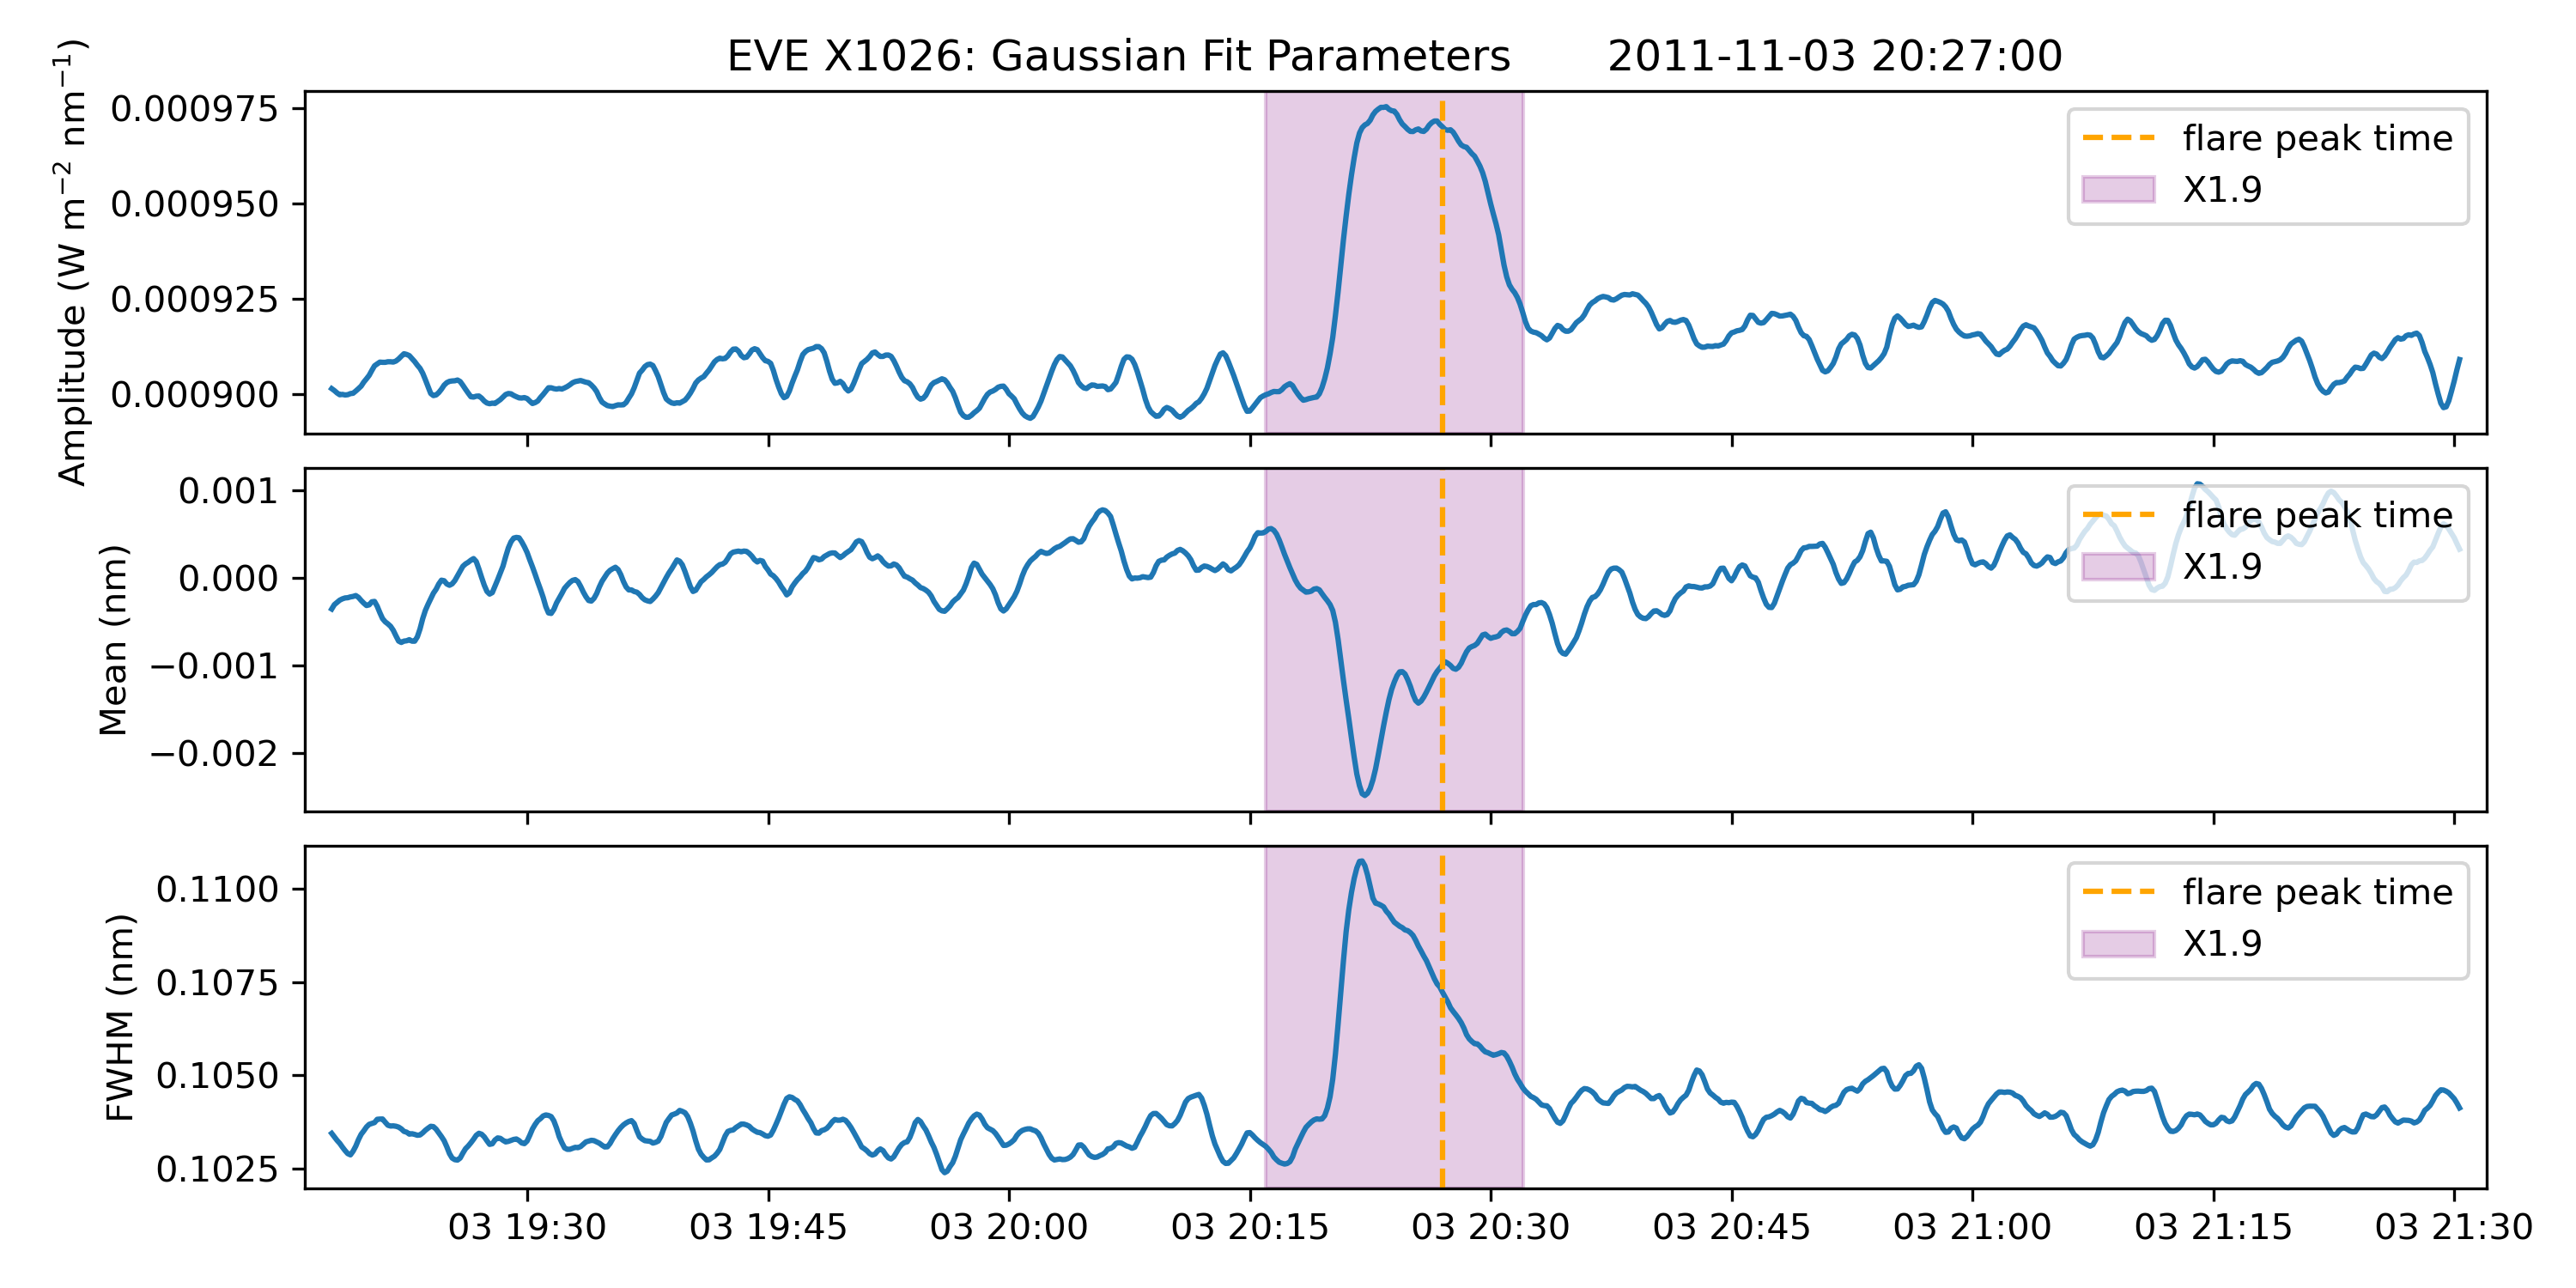 EVE X1026: Gaussian Fit Parameters 2011-11-03 20:27:00
Amplitude (W m⁻² nm⁻¹)
0.000975
0.000950
0.000925
0.000900
flare peak time
X1.9
Mean (nm)
0.001
0.000
−0.001
−0.002
flare peak time
X1.9
FWHM (nm)
0.1100
0.1075
0.1050
0.1025
flare peak time
X1.9
03 19:30 03 19:45 03 20:00 03 20:15 03 20:30 03 20:45 03 21:00 03 21:15 03 21:30